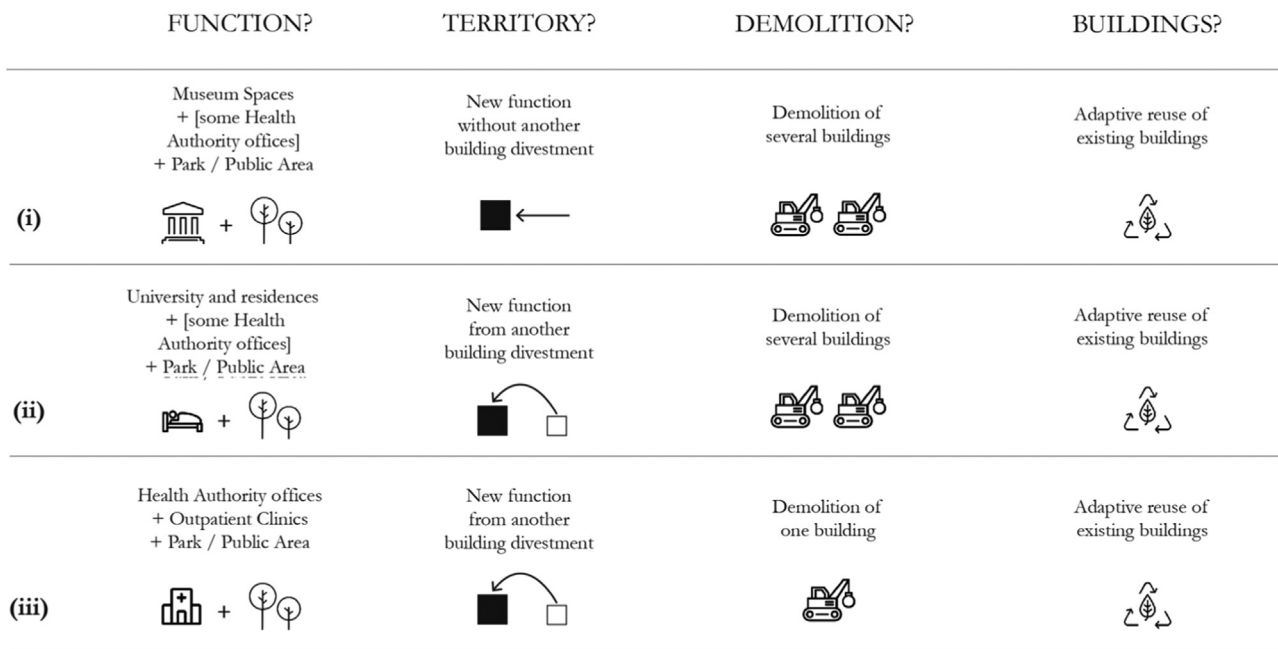 FUNCTION? TERRITORY? DEMOLITION? BUILDINGS?
(i)
Museum Spaces
+ [some Health
Authority offices]
+ Park / Public Area
+
New function
without another
building divestment
Demolition of
several buildings
Adaptive reuse of
existing buildings
(ii)
University and residences
+ [some Health
Authority offices]
+ Park / Public Area
+
New function
from another
building divestment
Demolition of
several buildings
Adaptive reuse of
existing buildings
(iii)
Health Authority offices
+ Outpatient Clinics
+ Park / Public Area
+
New function
from another
building divestment
Demolition of
one building
Adaptive reuse of
existing buildings